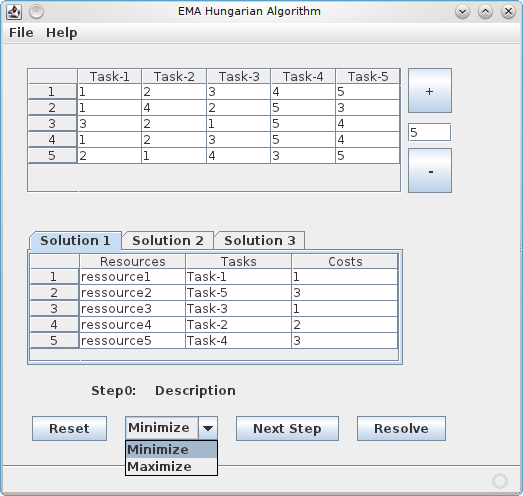 EMA Hungarian Algorithm
File Help
Task-1 Task-2 Task-3 Task-4 Task-5
1 1 2 3 4 5
2 1 4 2 5 3
3 3 2 1 5 4
4 1 2 3 5 4
5 2 1 4 3 5
+
5
-
Solution 1 Solution 2 Solution 3
Resources Tasks Costs
1 ressource1 Task-1 1
2 ressource2 Task-5 3
3 ressource3 Task-3 1
4 ressource4 Task-2 2
5 ressource5 Task-4 3
Step0: Description
Reset Minimize Next Step Resolve
Minimize
Maximize